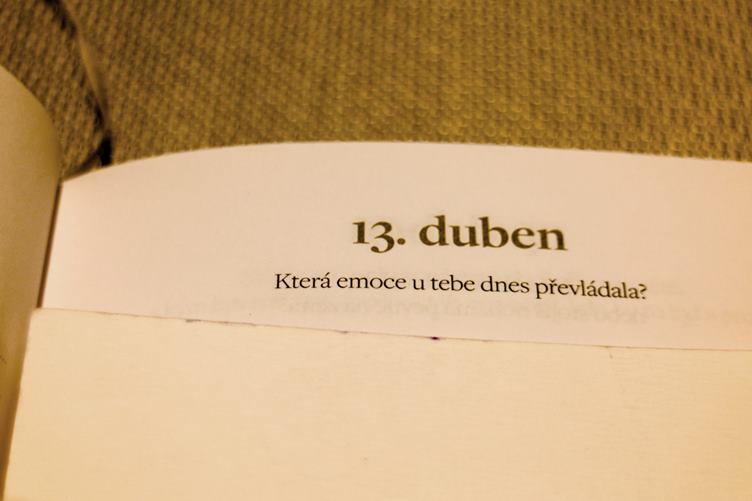 13. duben
Která emoce u tebe dnes převládala?